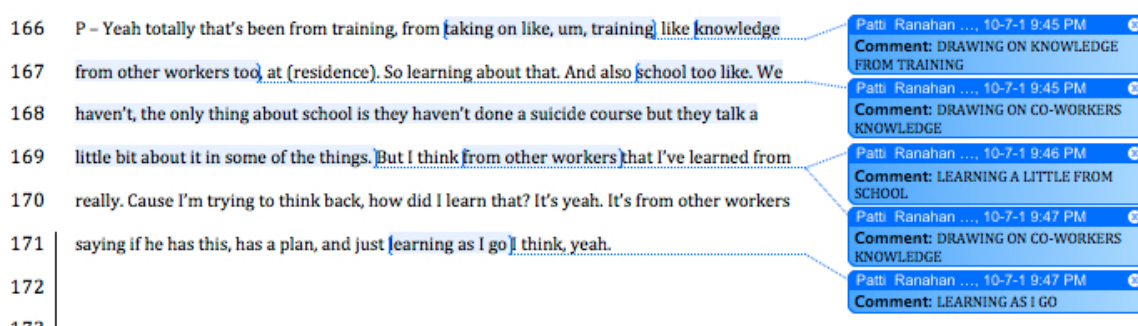 166 P – Yeah totally that's been from training, from taking on like, um, training like knowledge
167 from other workers too, at (residence). So learning about that. And also school too like. We
168 haven't, the only thing about school is they haven't done a suicide course but they talk a
169 little bit about it in some of the things. But I think from other workers that I've learned from
170 really. Cause I'm trying to think back, how did I learn that? It's yeah. It's from other workers
171 saying if he has this, has a plan, and just learning as I go I think, yeah.
172
Patti Ranahan ..., 10-7-1 9:45 PM
Comment: DRAWING ON KNOWLEDGE
FROM TRAINING
Patti Ranahan ..., 10-7-1 9:45 PM
Comment: DRAWING ON CO-WORKERS
KNOWLEDGE
Patti Ranahan ..., 10-7-1 9:46 PM
Comment: LEARNING A LITTLE FROM
SCHOOL
Patti Ranahan ..., 10-7-1 9:47 PM
Comment: DRAWING ON CO-WORKERS
KNOWLEDGE
Patti Ranahan ..., 10-7-1 9:47 PM
Comment: LEARNING AS I GO